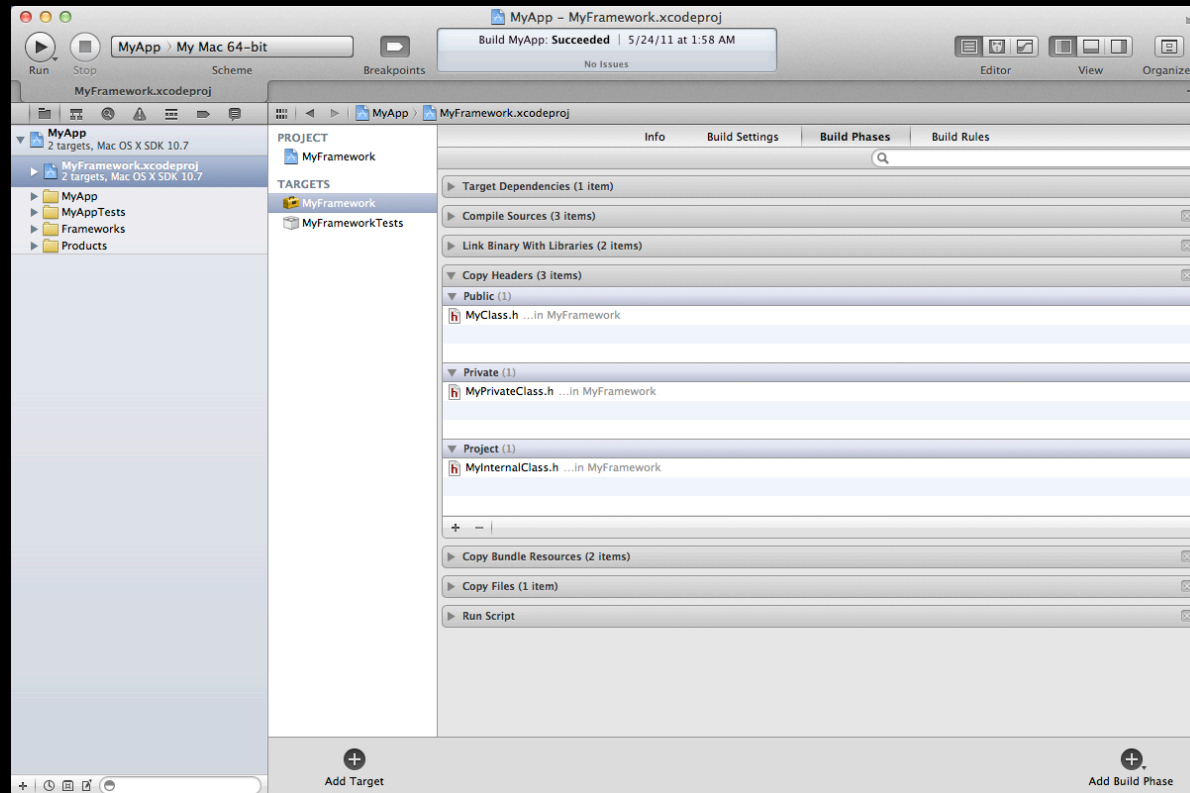 MyApp – MyFramework.xcodeproj
MyApp 〉 My Mac 64-bit
Build MyApp: Succeeded | 5/24/11 at 1:58 AM
No Issues
Run Stop Scheme Breakpoints Editor View Organize
MyFramework.xcodeproj
MyApp 〉 MyFramework.xcodeproj
MyApp
2 targets, Mac OS X SDK 10.7
MyFramework.xcodeproj
2 targets, Mac OS X SDK 10.7
MyApp
MyAppTests
Frameworks
Products
PROJECT
MyFramework
TARGETS
MyFramework
MyFrameworkTests
Info Build Settings Build Phases Build Rules
Target Dependencies (1 item)
Compile Sources (3 items)
Link Binary With Libraries (2 items)
Copy Headers (3 items)
Public (1)
h MyClass.h ...in MyFramework
Private (1)
h MyPrivateClass.h ...in MyFramework
Project (1)
h MyInternalClass.h ...in MyFramework
Copy Bundle Resources (2 items)
Copy Files (1 item)
Run Script
Add Target
Add Build Phase